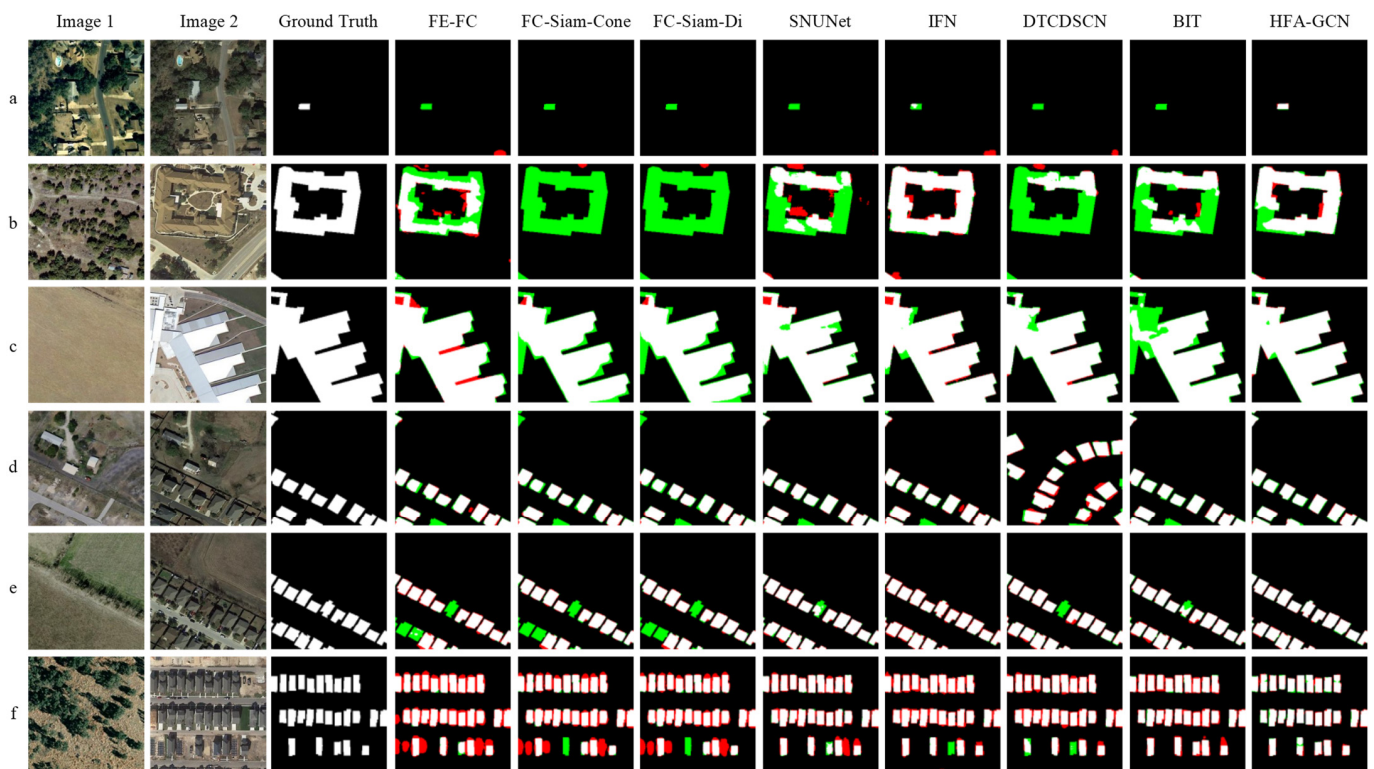 Image 1 Image 2 Ground Truth FE-FC FC-Siam-Cone FC-Siam-Di SNUNet IFN DTCDSCN BIT HFA-GCN
a
b
c
d
e
f